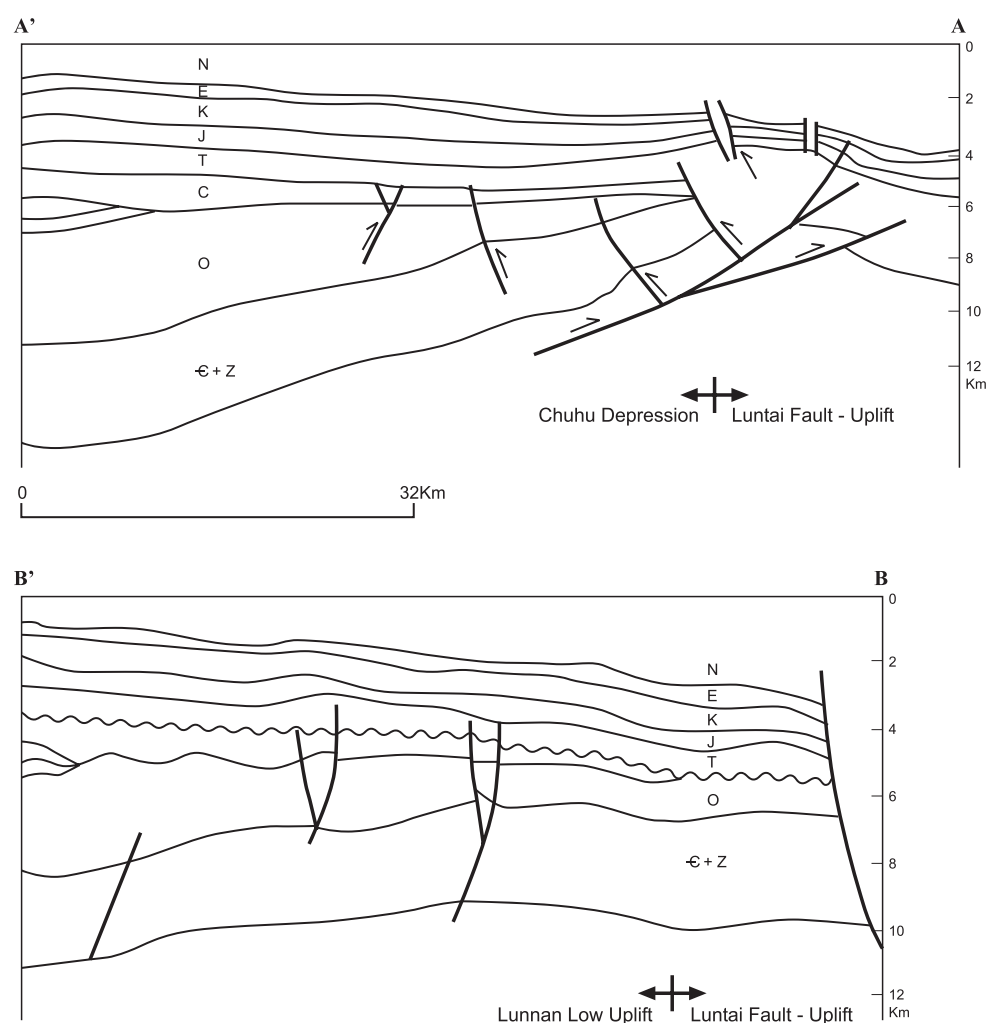 A’ A
0
N
E
2
K
J
T
4
C
6
O
8
10
Ꞓ + Z
12
Km
Chuhu Depression Luntai Fault - Uplift
0 32Km
B’ B
0
2
N
E
K
4
J
T
6
O
8
Ꞓ + Z
10
12
Km
Lunnan Low Uplift Luntai Fault - Uplift